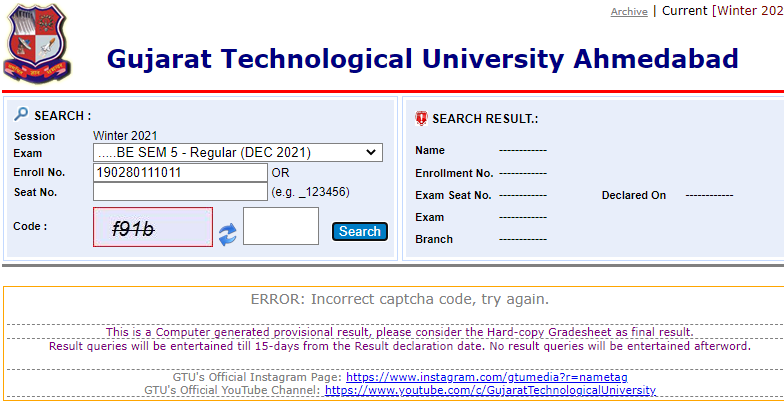 Archive | Current [Winter 202
Gujarat Technological University Ahmedabad
SEARCH :
Session Winter 2021
Exam .....BE SEM 5 - Regular (DEC 2021)
Enroll No. 190280111011 OR
Seat No. (e.g. _123456)
Code : f91b Search
SEARCH RESULT.:
Name ------------
Enrollment No. ------------
Exam Seat No. ------------ Declared On ------------
Exam ------------
Branch ------------
ERROR: Incorrect captcha code, try again.
This is a Computer generated provisional result, please consider the Hard-copy Gradesheet as final result.
Result queries will be entertained till 15-days from the Result declaration date. No result queries will be entertained afterword.
GTU's Official Instagram Page: https://www.instagram.com/gtumedia?r=nametag
GTU's Official YouTube Channel: https://www.youtube.com/c/GujaratTechnologicalUniversity